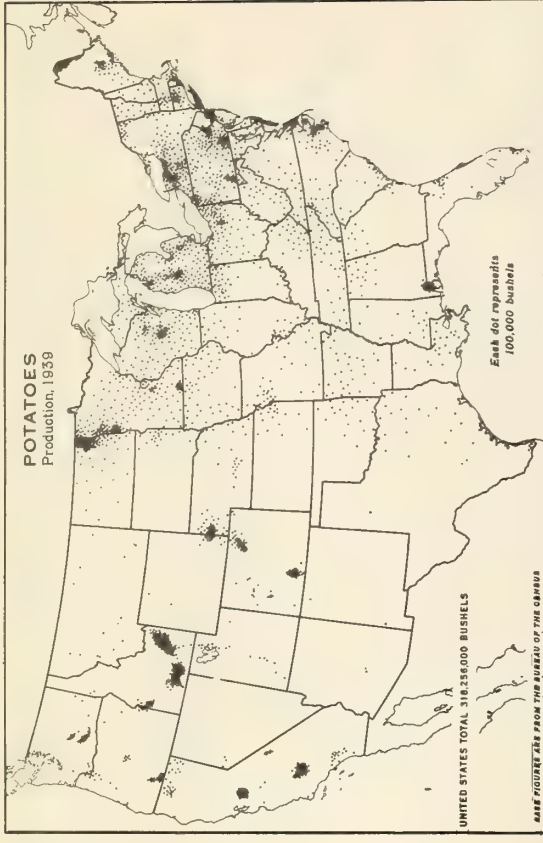 POTATOES
Production, 1939
Each dot represents
100,000 bushels
UNITED STATES TOTAL 318,256,000 BUSHELS
BASE FIGURES ARE FROM THE BUREAU OF THE CENSUS